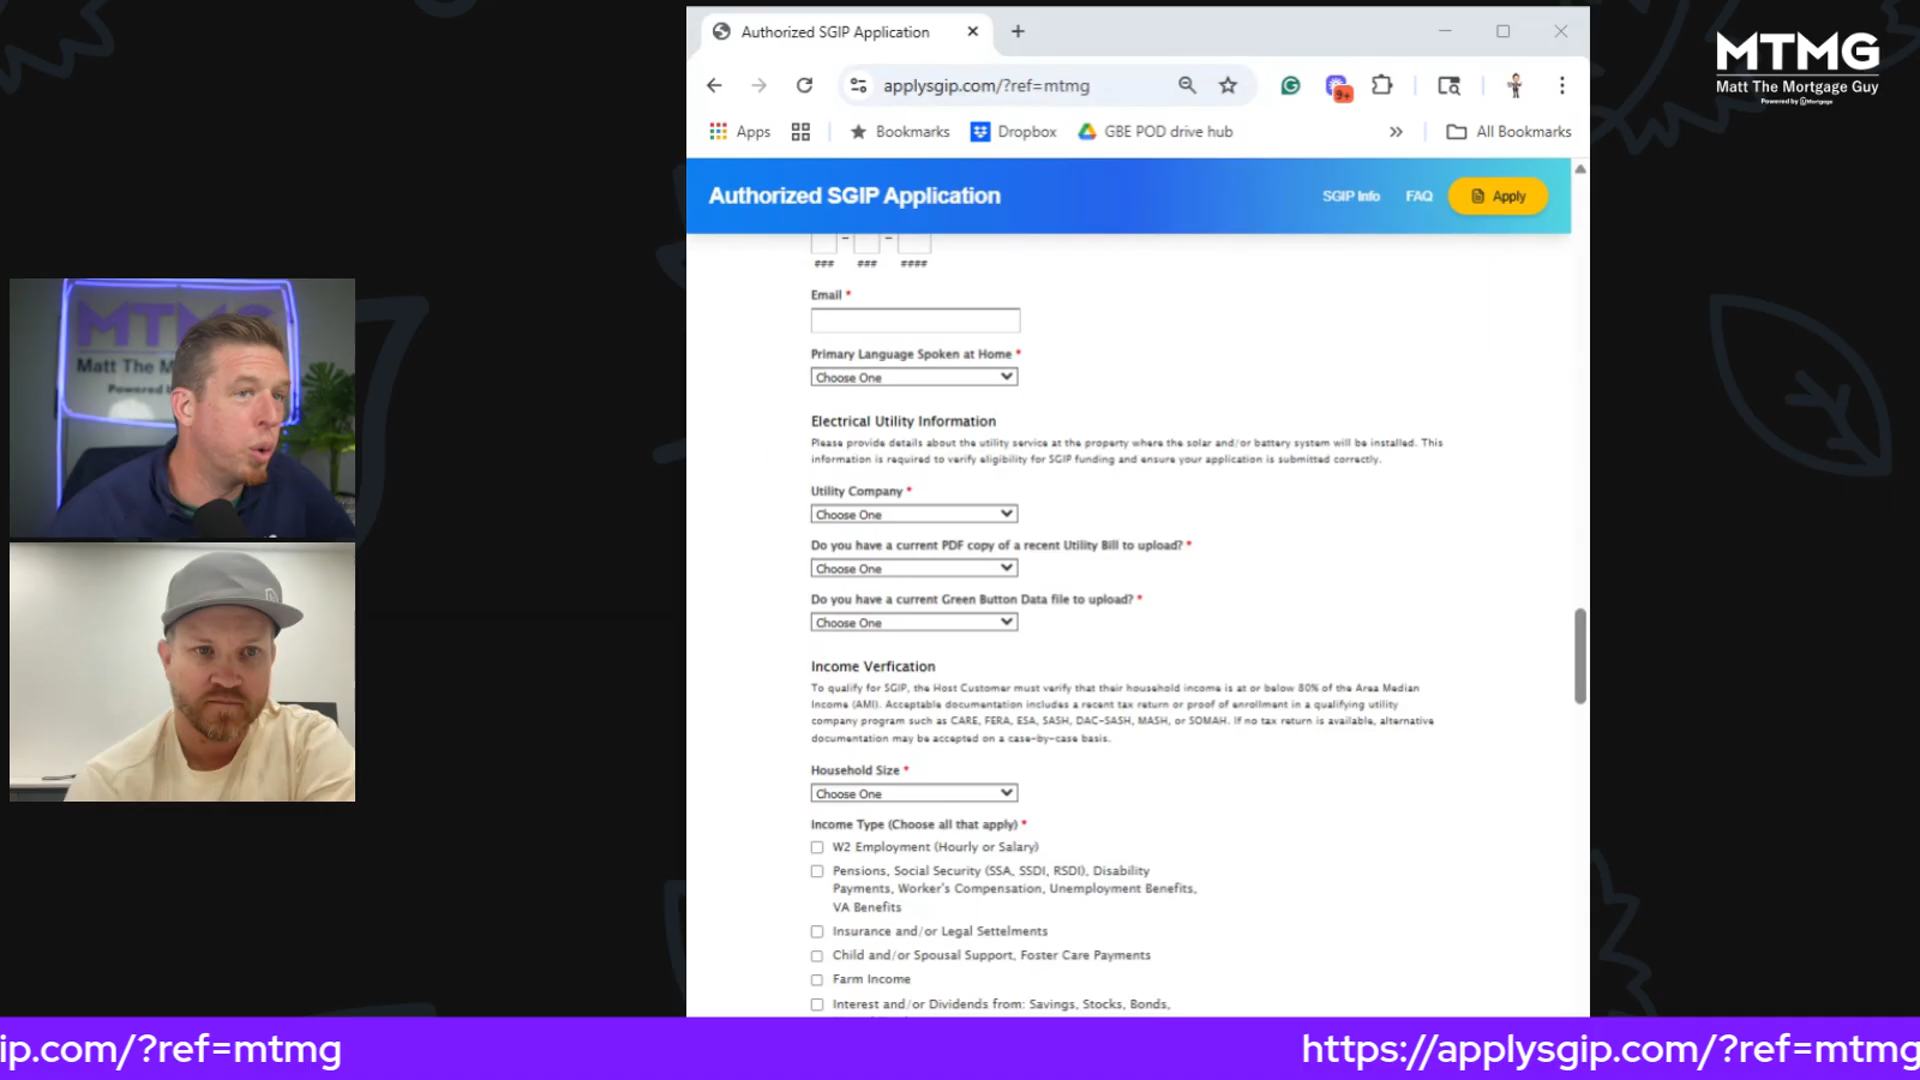 Authorized SGIP Application
applysgip.com/?ref=mtmg
9+
Apps
Bookmarks
Dropbox
GBE POD drive hub
All Bookmarks
MTMG
Matt The Mortgage Guy
Authorized SGIP Application
SGIP Info
FAQ
Apply
- -
### ### ####
Email *
Primary Language Spoken at Home *
Choose One
Electrical Utility Information
Please provide details about the utility service at the property where the solar and/or battery system will be installed. This
information is required to verify eligibility for SGIP funding and ensure your application is submitted correctly.
Utility Company *
Choose One
Do you have a current PDF copy of a recent Utility Bill to upload? *
Choose One
Do you have a current Green Button Data file to upload? *
Choose One
Income Verfication
To qualify for SGIP, the Host Customer must verify that their household income is at or below 80% of the Area Median
Income (AMI). Acceptable documentation includes a recent tax return or proof of enrollment in a qualifying utility
company program such as CARE, FERA, ESA, SASH, DAC-SASH, MASH, or SOMAH. If no tax return is available, alternative
documentation may be accepted on a case-by-case basis.
Household Size *
Choose One
Income Type (Choose all that apply) *
W2 Employment (Hourly or Salary)
Pensions, Social Security (SSA, SSDI, RSDI), Disability
Payments, Worker's Compensation, Unemployment Benefits,
VA Benefits
Insurance and/or Legal Settelments
Child and/or Spousal Support, Foster Care Payments
Farm Income
Interest and/or Dividends from: Savings, Stocks, Bonds,
MTMG
Matt The M
Powered b
ip.com/?ref=mtmg
https://applysgip.com/?ref=mtmg